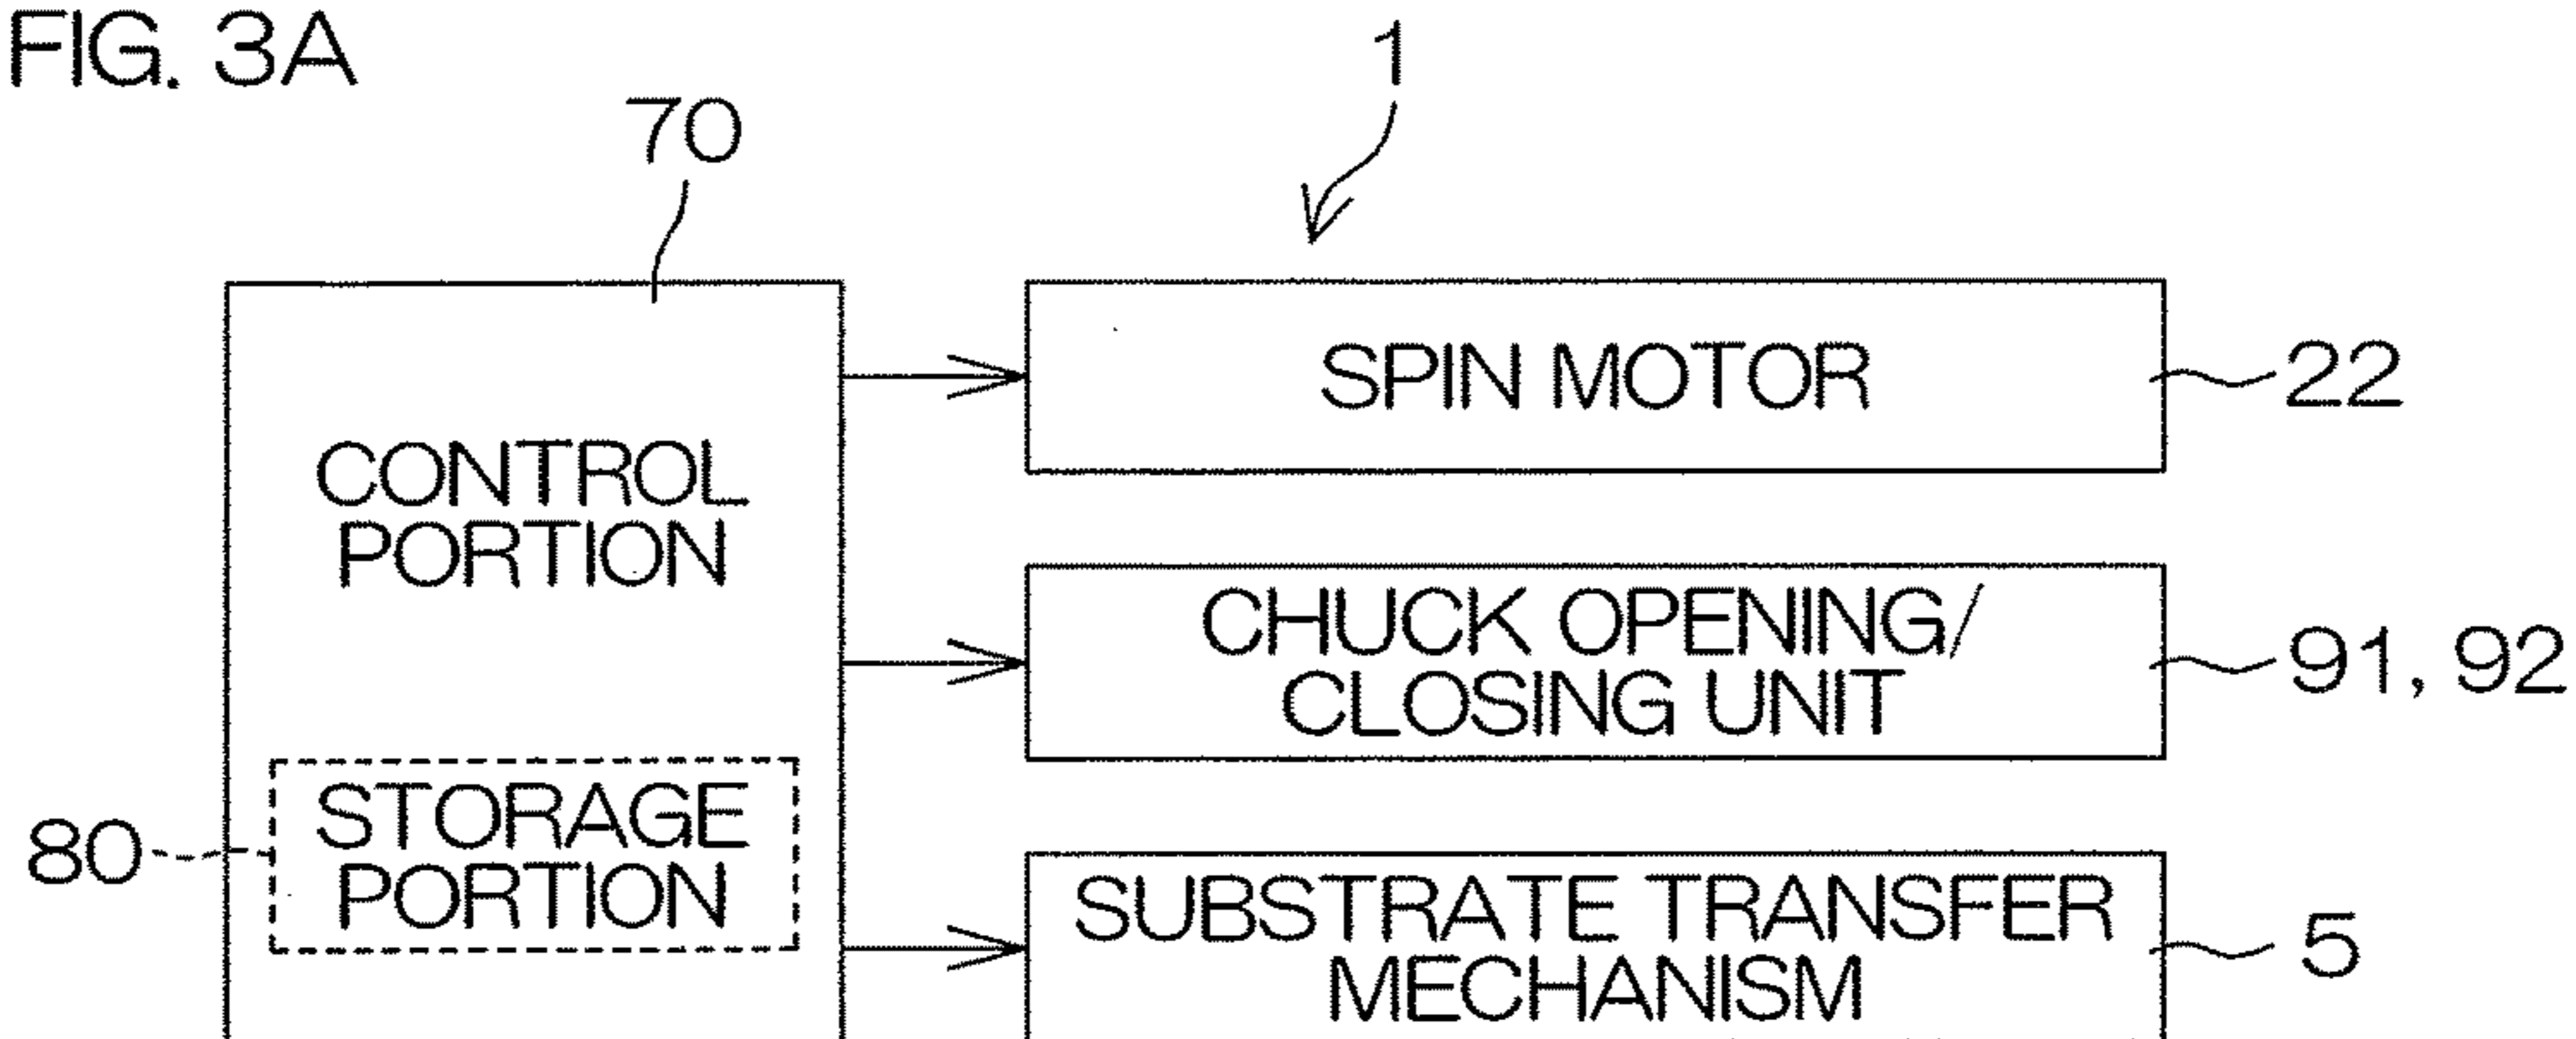 FIG. 3A
1
70
SPIN MOTOR
22
CONTROL
PORTION
CHUCK OPENING/
CLOSING UNIT
91, 92
80
STORAGE
PORTION
SUBSTRATE TRANSFER
MECHANISM
5